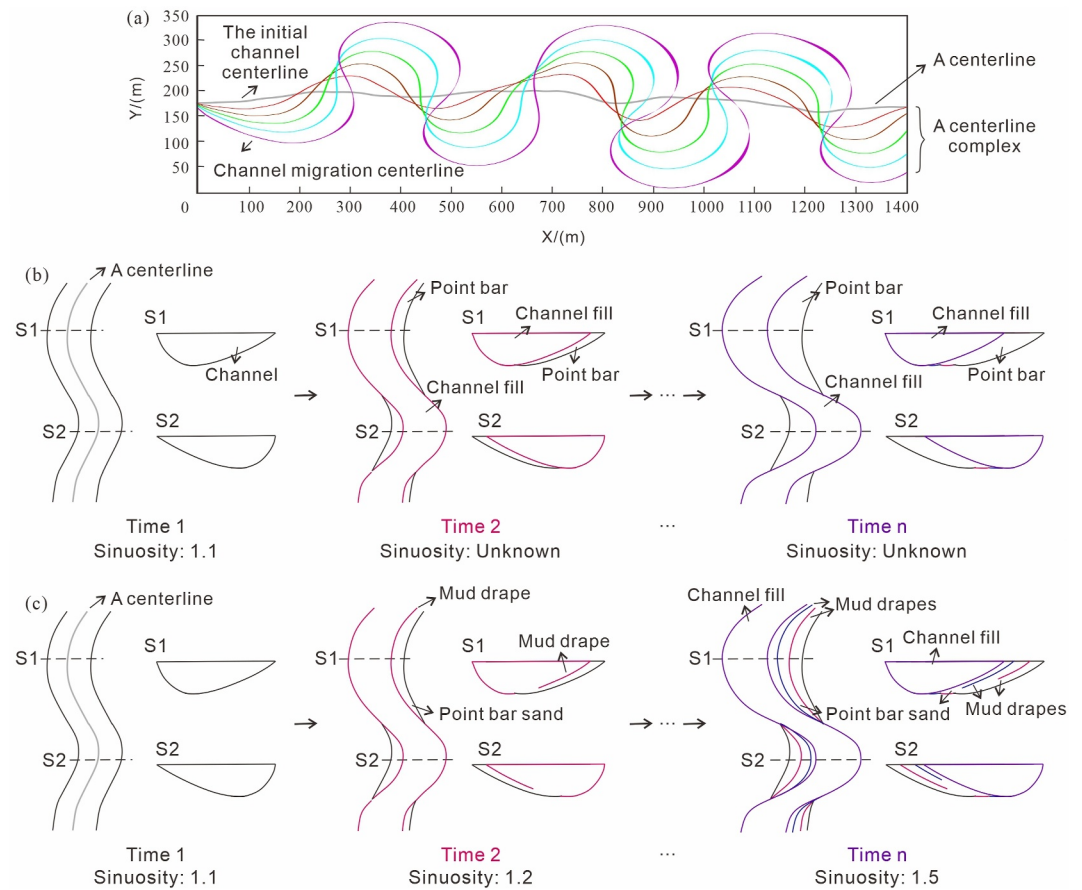 (a)
350
300
250
200
150
100
50
0
Y/(m)
The initial
channel
centerline
Channel migration centerline
A centerline
A centerline
complex
100 200 300 400 500 600 700 800 900 1000 1100 1200 1300 1400
X/(m)
(b)
A centerline
S1
S1
Channel
S2
S2
Time 1
Sinuosity: 1.1
Point bar
S1
S1
Channel fill
Point bar
Channel fill
S2
S2
Time 2
Sinuosity: Unknown
...
...
Point bar
S1
S1
Channel fill
Point bar
Channel fill
S2
S2
Time n
Sinuosity: Unknown
(c)
A centerline
S1
S1
S2
S2
Time 1
Sinuosity: 1.1
Mud drape
S1
S1
Mud drape
Point bar sand
S2
S2
Time 2
Sinuosity: 1.2
...
...
Channel fill
Mud drapes
S1
S1
Channel fill
Point bar sand
Mud drapes
S2
S2
Time n
Sinuosity: 1.5